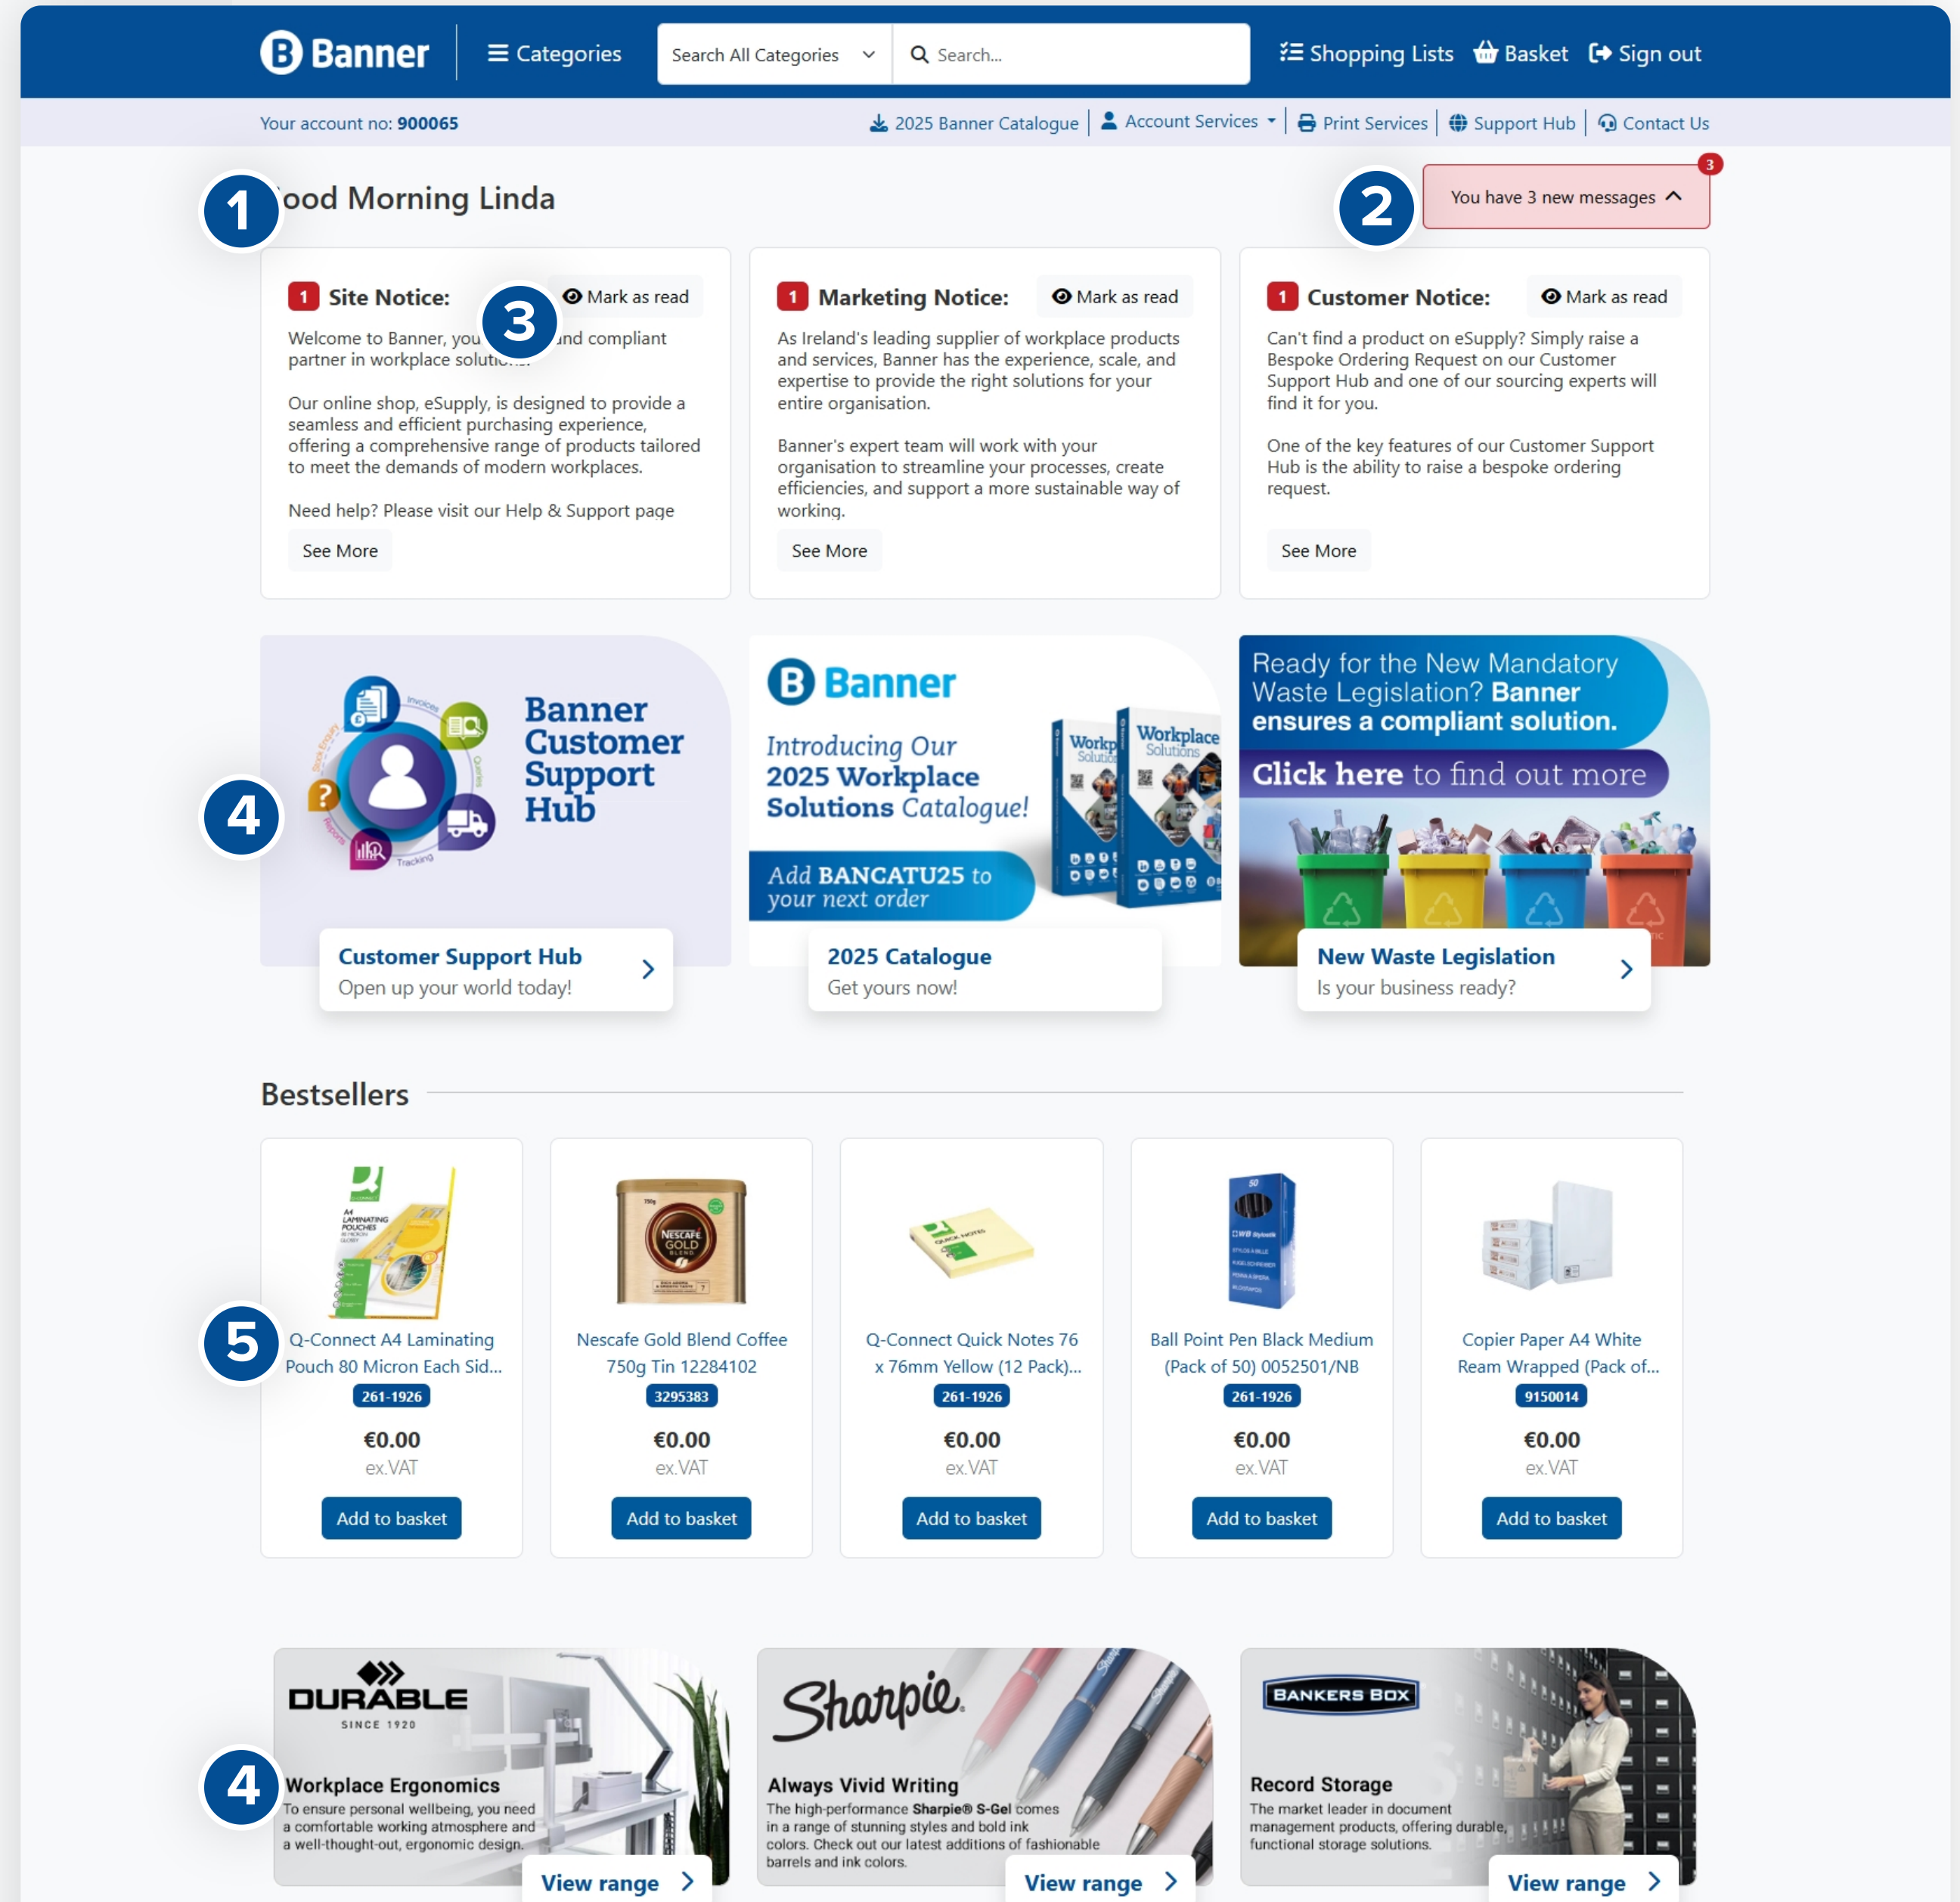 B Banner
Categories
Search All Categories
Search...
Shopping Lists
Basket
Sign out
Your account no: 900065
2025 Banner Catalogue
Account Services
Print Services
Support Hub
Contact Us
1
ood Morning Linda
2
You have 3 new messages
3
1 Site Notice:
3
Mark as read
Welcome to Banner, you and compliant
partner in workplace
Our online shop, eSupply, is designed to provide a
seamless and efficient purchasing experience,
offering a comprehensive range of products tailored
to meet the demands of modern workplaces.
Need help? Please visit our Help & Support page
See More
1 Marketing Notice:
Mark as read
As Ireland's leading supplier of workplace products
and services, Banner has the experience, scale, and
expertise to provide the right solutions for your
entire organisation.
Banner's expert team will work with your
organisation to streamline your processes, create
efficiencies, and support a more sustainable way of
working.
See More
1 Customer Notice:
Mark as read
Can't find a product on eSupply? Simply raise a
Bespoke Ordering Request on our Customer
Support Hub and one of our sourcing experts will
find it for you.
One of the key features of our Customer Support
Hub is the ability to raise a bespoke ordering
request.
See More
4
Invoices
Queries
Tracking
Reports
Stock Enquiry
?
£
Banner
Customer
Support
Hub
Customer Support Hub
Open up your world today!
B Banner
Introducing Our
2025 Workplace
Solutions Catalogue!
Add BANCATU25 to
your next order
Workplace
Solutions
2025 Catalogue
Get yours now!
Ready for the New Mandatory
Waste Legislation? Banner
ensures a compliant solution.
Click here to find out more
New Waste Legislation
Is your business ready?
Bestsellers
5
A4
LAMINATING
POUCHES
Q-Connect A4 Laminating
Pouch 80 Micron Each Sid...
261-1926
€0.00
ex.VAT
Add to basket
750g
NESCAFÉ
GOLD
BLEND
Nescafe Gold Blend Coffee
750g Tin 12284102
3295383
€0.00
ex.VAT
Add to basket
QUICK NOTES
Q-Connect Quick Notes 76
x 76mm Yellow (12 Pack)...
261-1926
€0.00
ex.VAT
Add to basket
50
Ball Point Pen Black Medium
(Pack of 50) 0052501/NB
261-1926
€0.00
ex.VAT
Add to basket
Copier Paper A4 White
Ream Wrapped (Pack of...
9150014
€0.00
ex.VAT
Add to basket
4
DURABLE
SINCE 1920
Workplace Ergonomics
To ensure personal wellbeing, you need
a comfortable working atmosphere and
a well-thought-out, ergonomic design.
View range
Sharpie.
Always Vivid Writing
The high-performance Sharpie® S-Gel comes
in a range of stunning styles and bold ink
colors. Check out our latest additions of fashionable
barrels and ink colors.
View range
BANKERS BOX
Record Storage
The market leader in document
management products, offering durable,
functional storage solutions.
View range